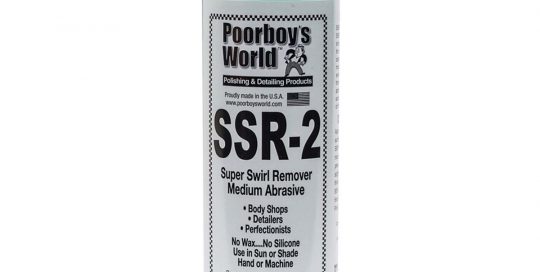 Poorboy's
World™
Polishing & Detailing Products
Proudly made in the U.S.A.
www.poorboysworld.com
SSR-2
Super Swirl Remover
Medium Abrasive
• Body Shops
• Detailers
• Perfectionists
No Wax....No Silicone
Use in Sun or Shade
Hand or Machine